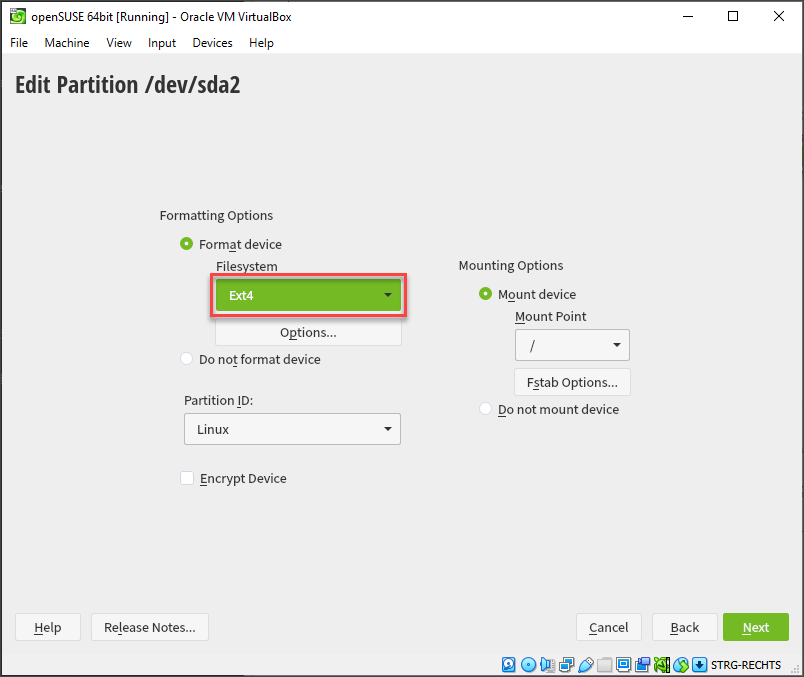 openSUSE 64bit [Running] - Oracle VM VirtualBox
File Machine View Input Devices Help
Edit Partition /dev/sda2
Formatting Options
Format device
Filesystem
Ext4
Options...
Do not format device
Partition ID:
Linux
Encrypt Device
Mounting Options
Mount device
Mount Point
/
Fstab Options...
Do not mount device
Help Release Notes... Cancel Back Next
STRG-RECHTS